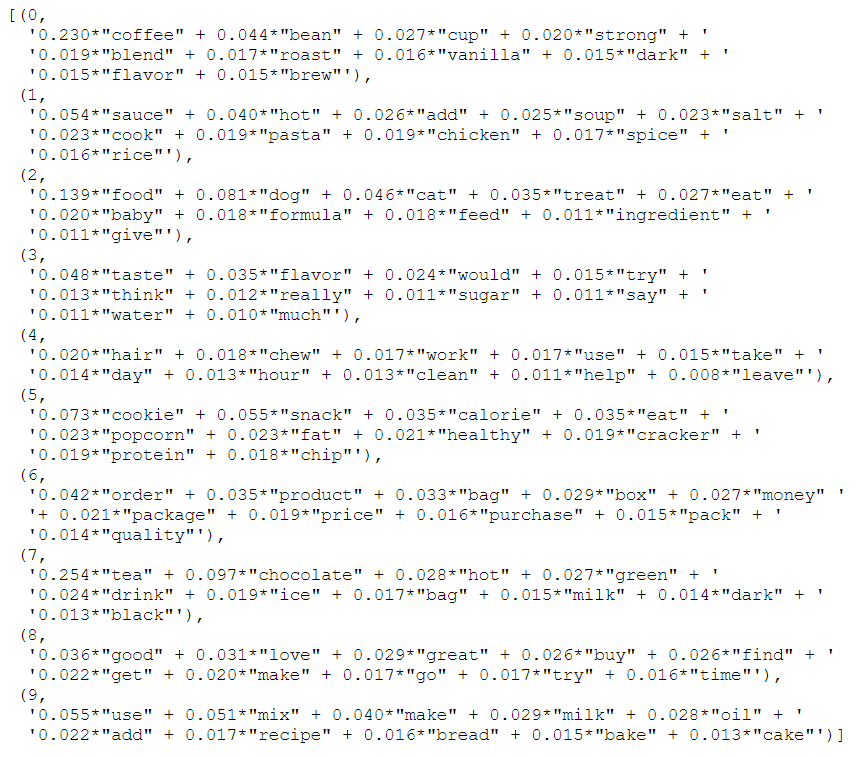 [(0,
'0.230*"coffee" + 0.044*"bean" + 0.027*"cup" + 0.020*"strong" + '
'0.019*"blend" + 0.017*"roast" + 0.016*"vanilla" + 0.015*"dark" + '
'0.015*"flavor" + 0.015*"brew"'),
(1,
'0.054*"sauce" + 0.040*"hot" + 0.026*"add" + 0.025*"soup" + 0.023*"salt" + '
'0.023*"cook" + 0.019*"pasta" + 0.019*"chicken" + 0.017*"spice" + '
'0.016*"rice"'),
(2,
'0.139*"food" + 0.081*"dog" + 0.046*"cat" + 0.035*"treat" + 0.027*"eat" + '
'0.020*"baby" + 0.018*"formula" + 0.018*"feed" + 0.011*"ingredient" + '
'0.011*"give"'),
(3,
'0.048*"taste" + 0.035*"flavor" + 0.024*"would" + 0.015*"try" + '
'0.013*"think" + 0.012*"really" + 0.011*"sugar" + 0.011*"say" + '
'0.011*"water" + 0.010*"much"'),
(4,
'0.020*"hair" + 0.018*"chew" + 0.017*"work" + 0.017*"use" + 0.015*"take" + '
'0.014*"day" + 0.013*"hour" + 0.013*"clean" + 0.011*"help" + 0.008*"leave"'),
(5,
'0.073*"cookie" + 0.055*"snack" + 0.035*"calorie" + 0.035*"eat" + '
'0.023*"popcorn" + 0.023*"fat" + 0.021*"healthy" + 0.019*"cracker" + '
'0.019*"protein" + 0.018*"chip"'),
(6,
'0.042*"order" + 0.035*"product" + 0.033*"bag" + 0.029*"box" + 0.027*"money" '
'+ 0.021*"package" + 0.019*"price" + 0.016*"purchase" + 0.015*"pack" + '
'0.014*"quality"'),
(7,
'0.254*"tea" + 0.097*"chocolate" + 0.028*"hot" + 0.027*"green" + '
'0.024*"drink" + 0.019*"ice" + 0.017*"bag" + 0.015*"milk" + 0.014*"dark" + '
'0.013*"black"'),
(8,
'0.036*"good" + 0.031*"love" + 0.029*"great" + 0.026*"buy" + 0.026*"find" + '
'0.022*"get" + 0.020*"make" + 0.017*"go" + 0.017*"try" + 0.016*"time"'),
(9,
'0.055*"use" + 0.051*"mix" + 0.040*"make" + 0.029*"milk" + 0.028*"oil" + '
'0.022*"add" + 0.017*"recipe" + 0.016*"bread" + 0.015*"bake" + 0.013*"cake"')]